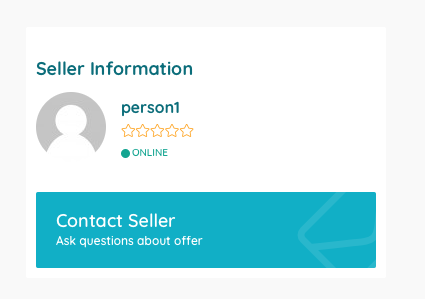 Seller Information
person1
ONLINE
Contact Seller
Ask questions about offer